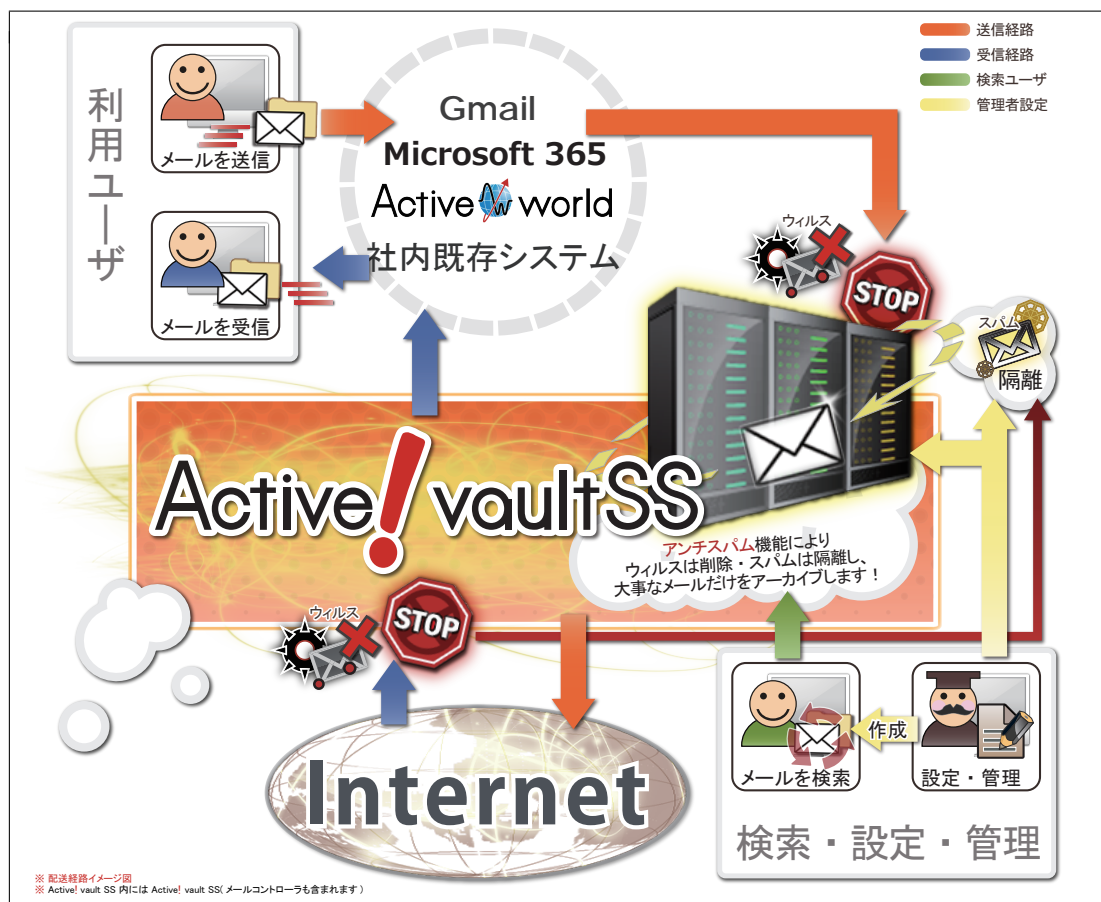 送信経路
受信経路
検索ユーザ
管理者設定
利用ユーザ
メールを送信
メールを受信
Gmail
Microsoft 365
Active world
社内既存システム
ウィルス
STOP
スパム
隔離
Active! vaultSS
アンチスパム機能により
ウィルスは削除・スパムは隔離し、
大事なメールだけをアーカイブします！
ウィルス
STOP
Internet
メールを検索
作成
設定・管理
検索・設定・管理
※ 配送経路イメージ図
※ Active! vault SS 内には Active! vault SS(メールコントローラも含まれます)